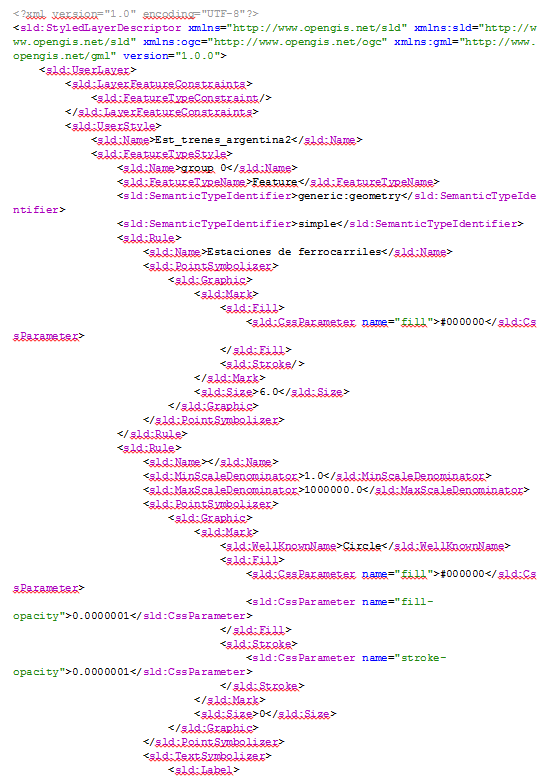 <?xml version="1.0" encoding="UTF-8"?>
<sld:StyledLayerDescriptor xmlns="http://www.opengis.net/sld" xmlns:sld="http://w
ww.opengis.net/sld" xmlns:ogc="http://www.opengis.net/ogc" xmlns:gml="http://www.
opengis.net/gml" version="1.0.0">
<sld:UserLayer>
<sld:LayerFeatureConstraints>
<sld:FeatureTypeConstraint/>
</sld:LayerFeatureConstraints>
<sld:UserStyle>
<sld:Name>Est_trenes_argentina2</sld:Name>
<sld:FeatureTypeStyle>
<sld:Name>group 0</sld:Name>
<sld:FeatureTypeName>Feature</sld:FeatureTypeName>
<sld:SemanticTypeIdentifier>generic:geometry</sld:SemanticTypeIde
ntifier>
<sld:SemanticTypeIdentifier>simple</sld:SemanticTypeIdentifier>
<sld:Rule>
<sld:Name>Estaciones de ferrocarriles</sld:Name>
<sld:PointSymbolizer>
<sld:Graphic>
<sld:Mark>
<sld:Fill>
<sld:CssParameter name="fill">#000000</sld:Cs
sParameter>
</sld:Fill>
<sld:Stroke/>
</sld:Mark>
<sld:Size>6.0</sld:Size>
</sld:Graphic>
</sld:PointSymbolizer>
</sld:Rule>
<sld:Rule>
<sld:Name></sld:Name>
<sld:MinScaleDenominator>1.0</sld:MinScaleDenominator>
<sld:MaxScaleDenominator>1000000.0</sld:MaxScaleDenominator>
<sld:PointSymbolizer>
<sld:Graphic>
<sld:Mark>
<sld:WellKnownName>Circle</sld:WellKnownName>
<sld:Fill>
<sld:CssParameter name="fill">#000000</sld:Cs
sParameter>
<sld:CssParameter name="fill-
opacity">0.0000001</sld:CssParameter>
</sld:Fill>
<sld:Stroke>
<sld:CssParameter name="stroke-
opacity">0.0000001</sld:CssParameter>
</sld:Stroke>
</sld:Mark>
<sld:Size>0</sld:Size>
</sld:Graphic>
</sld:PointSymbolizer>
<sld:TextSymbolizer>
<sld:Label>